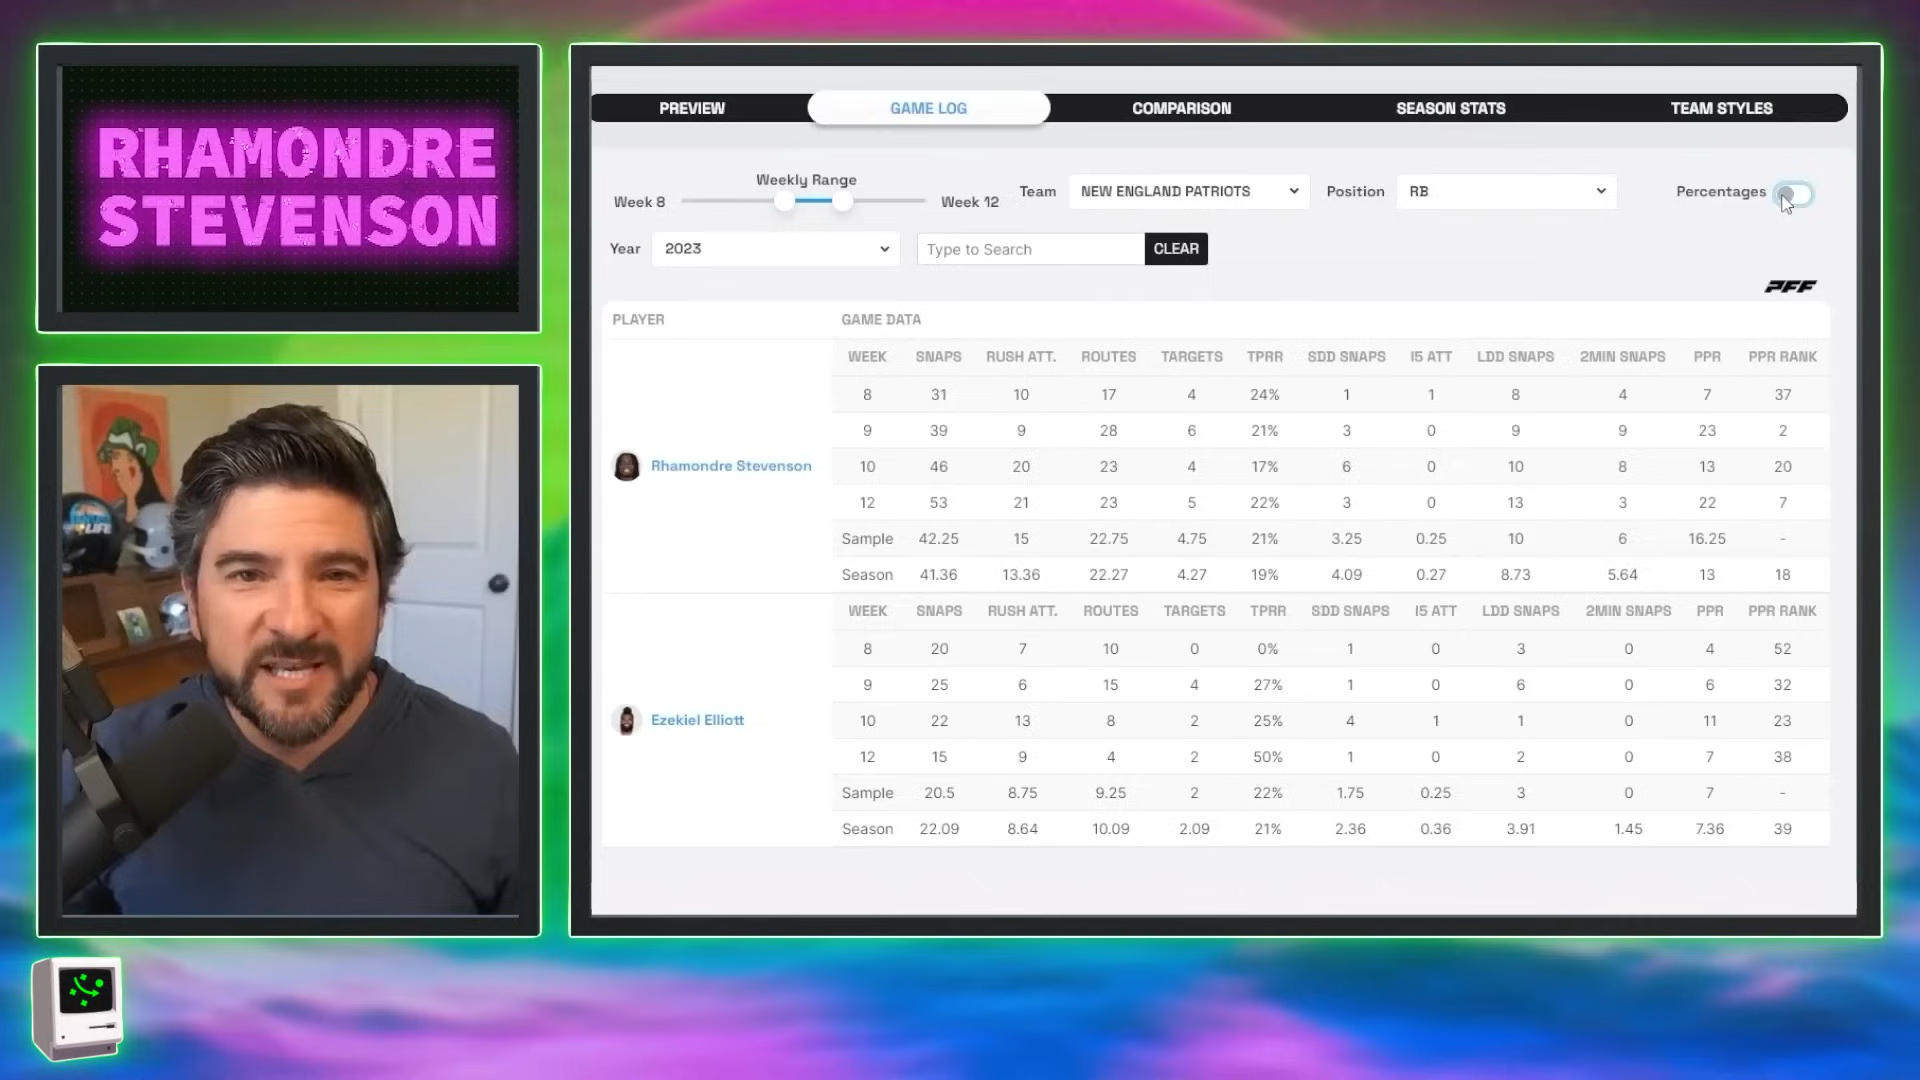 RHAMONDRE
STEVENSON
PREVIEW GAME LOG COMPARISON SEASON STATS TEAM STYLES
Weekly Range
Week 8 Week 12 Team NEW ENGLAND PATRIOTS Position RB Percentages
Year 2023 Type to Search CLEAR
PFF
PLAYER GAME DATA
WEEK SNAPS RUSH ATT. ROUTES TARGETS TPRR SDD SNAPS I5 ATT LDD SNAPS 2MIN SNAPS PPR PPR RANK
8 31 10 17 4 24% 1 1 8 4 7 37
9 39 9 28 6 21% 3 0 9 9 23 2
Rhamondre Stevenson 10 46 20 23 4 17% 6 0 10 8 13 20
12 53 21 23 5 22% 3 0 13 3 22 7
Sample 42.25 15 22.75 4.75 21% 3.25 0.25 10 6 16.25 -
Season 41.36 13.36 22.27 4.27 19% 4.09 0.27 8.73 5.64 13 18
WEEK SNAPS RUSH ATT. ROUTES TARGETS TPRR SDD SNAPS I5 ATT LDD SNAPS 2MIN SNAPS PPR PPR RANK
8 20 7 10 0 0% 1 0 3 0 4 52
9 25 6 15 4 27% 1 0 6 0 6 32
Ezekiel Elliott 10 22 13 8 2 25% 4 1 1 0 11 23
12 15 9 4 2 50% 1 0 2 0 7 38
Sample 20.5 8.75 9.25 2 22% 1.75 0.25 3 0 7 -
Season 22.09 8.64 10.09 2.09 21% 2.36 0.36 3.91 1.45 7.36 39